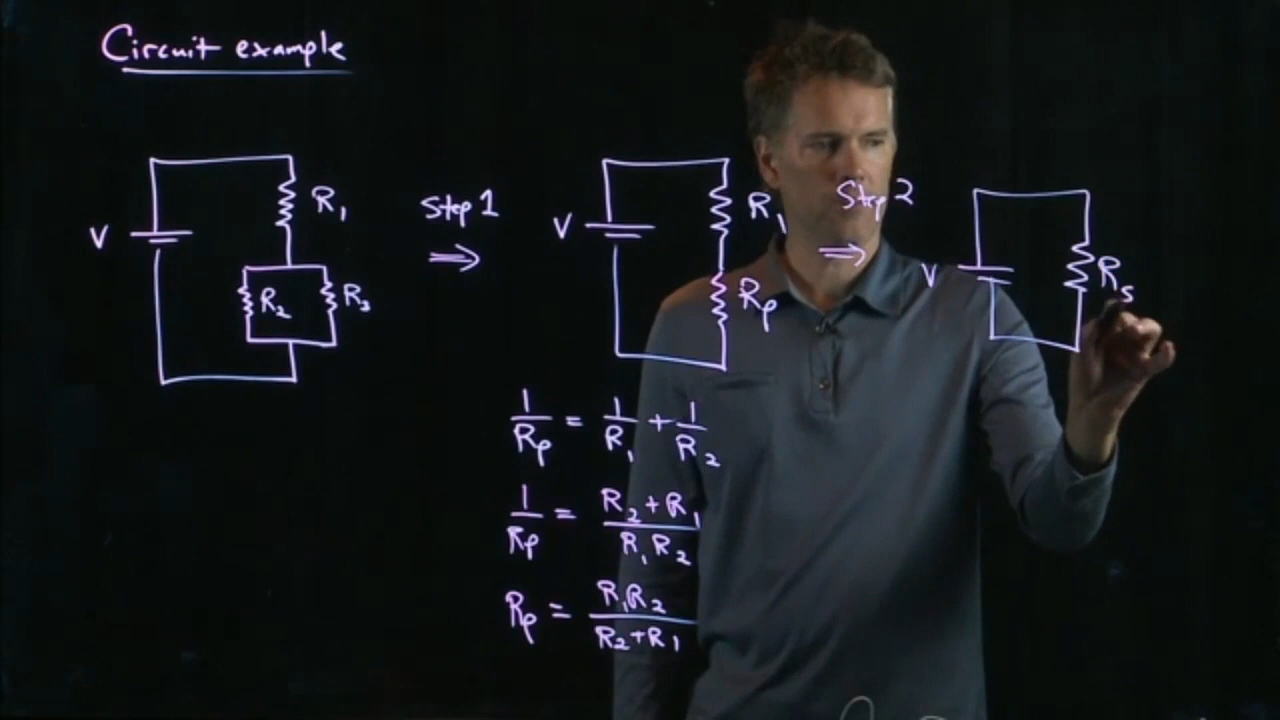 Circuit example
V R₁ R₂ R₃
Step 1
⇒
V R₁ Rₚ
Step 2
⇒
V Rₛ
1/Rₚ = 1/R₁ + 1/R₂
1/Rₚ = (R₂ + R₁)/(R₁R₂)
Rₚ = R₁R₂/(R₂ + R₁)